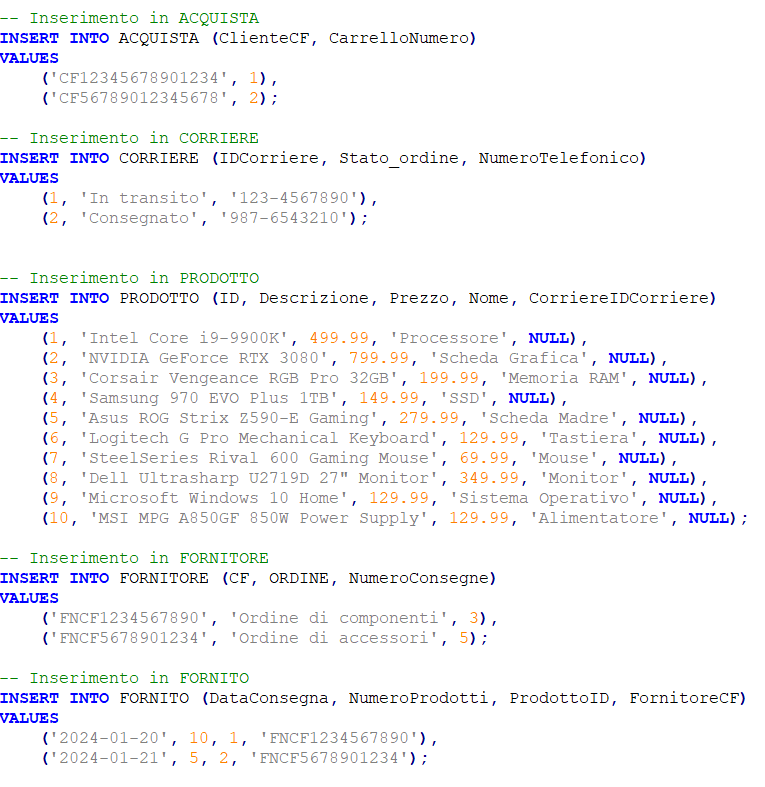 -- Inserimento in ACQUISTA
INSERT INTO ACQUISTA (ClienteCF, CarrelloNumero)
VALUES
    ('CF12345678901234', 1),
    ('CF56789012345678', 2);

-- Inserimento in CORRIERE
INSERT INTO CORRIERE (IDCorriere, Stato_ordine, NumeroTelefonico)
VALUES
    (1, 'In transito', '123-4567890'),
    (2, 'Consegnato', '987-6543210');


-- Inserimento in PRODOTTO
INSERT INTO PRODOTTO (ID, Descrizione, Prezzo, Nome, CorriereIDCorriere)
VALUES
    (1, 'Intel Core i9-9900K', 499.99, 'Processore', NULL),
    (2, 'NVIDIA GeForce RTX 3080', 799.99, 'Scheda Grafica', NULL),
    (3, 'Corsair Vengeance RGB Pro 32GB', 199.99, 'Memoria RAM', NULL),
    (4, 'Samsung 970 EVO Plus 1TB', 149.99, 'SSD', NULL),
    (5, 'Asus ROG Strix Z590-E Gaming', 279.99, 'Scheda Madre', NULL),
    (6, 'Logitech G Pro Mechanical Keyboard', 129.99, 'Tastiera', NULL),
    (7, 'SteelSeries Rival 600 Gaming Mouse', 69.99, 'Mouse', NULL),
    (8, 'Dell Ultrasharp U2719D 27" Monitor', 349.99, 'Monitor', NULL),
    (9, 'Microsoft Windows 10 Home', 129.99, 'Sistema Operativo', NULL),
    (10, 'MSI MPG A850GF 850W Power Supply', 129.99, 'Alimentatore', NULL);

-- Inserimento in FORNITORE
INSERT INTO FORNITORE (CF, ORDINE, NumeroConsegne)
VALUES
    ('FNCF1234567890', 'Ordine di componenti', 3),
    ('FNCF5678901234', 'Ordine di accessori', 5);

-- Inserimento in FORNITO
INSERT INTO FORNITO (DataConsegna, NumeroProdotti, ProdottoID, FornitoreCF)
VALUES
    ('2024-01-20', 10, 1, 'FNCF1234567890'),
    ('2024-01-21', 5, 2, 'FNCF5678901234');